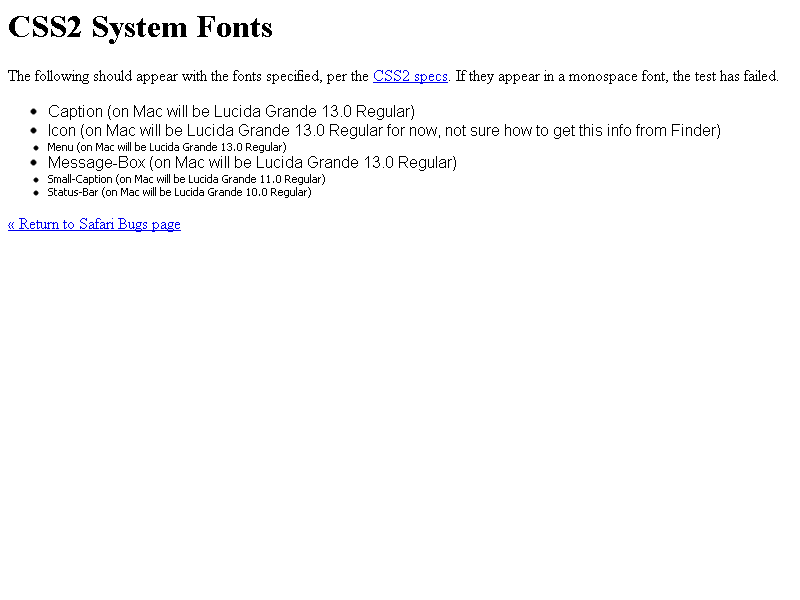 CSS2 System Fonts
The following should appear with the fonts specified, per the CSS2 specs. If they appear in a monospace font, the test has failed.
Caption (on Mac will be Lucida Grande 13.0 Regular)
Icon (on Mac will be Lucida Grande 13.0 Regular for now, not sure how to get this info from Finder)
Menu (on Mac will be Lucida Grande 13.0 Regular)
Message-Box (on Mac will be Lucida Grande 13.0 Regular)
Small-Caption (on Mac will be Lucida Grande 11.0 Regular)
Status-Bar (on Mac will be Lucida Grande 10.0 Regular)
« Return to Safari Bugs page